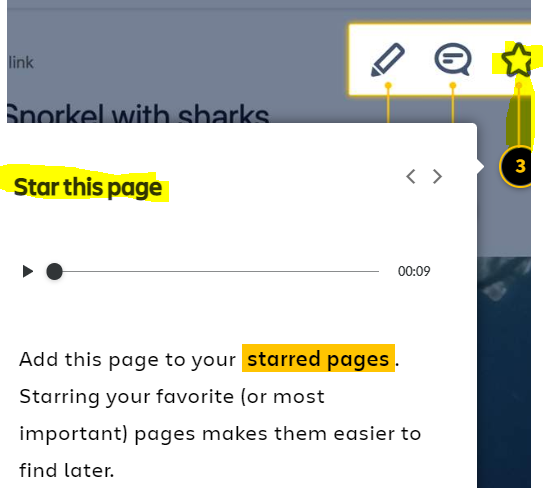 link
Snorkel with sharks
3
Star this page
00:09
Add this page to your starred pages.
Starring your favorite (or most
important) pages makes them easier to
find later.